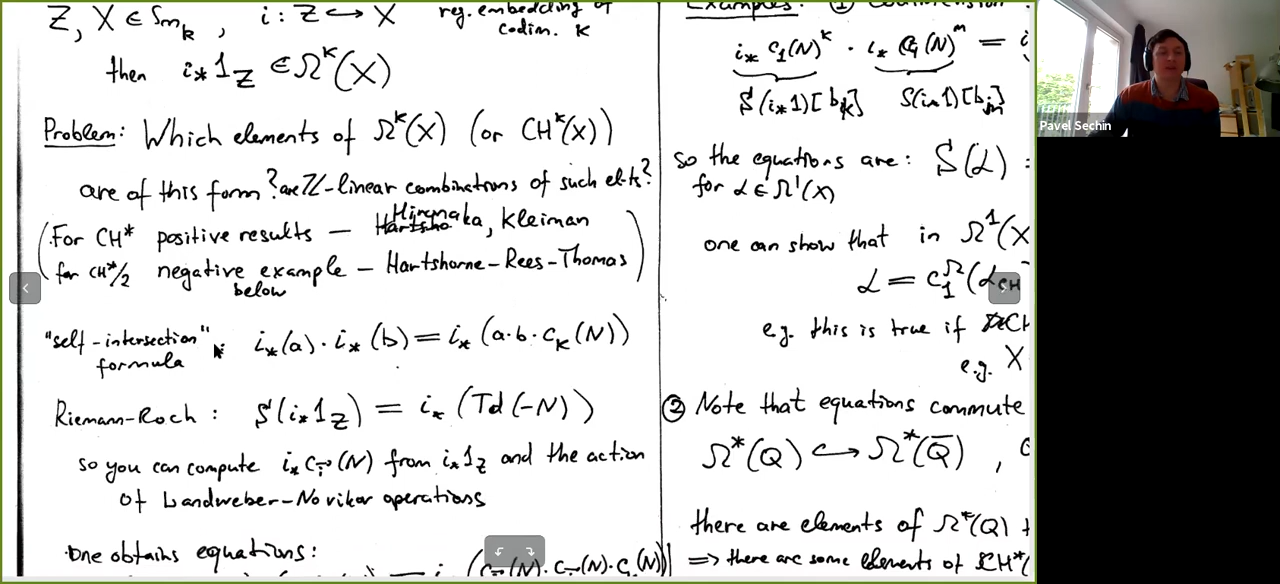 Z, X ∈ Sm_k , i : Z ↪ X reg. embedding of codim. k
then i_* 1_Z ∈ Ω^k(X)
Problem: Which elements of Ω^k(X) (or CH^k(X))
are of this form? are ℤ-linear combinations of such el-ts?
(For CH* positive results — Hironaka, Kleiman
for CH*/2 negative example — Hartshorne-Rees-Thomas)
below
"self-intersection" formula : i_*(a) · i_*(b) = i_*(a·b·c_k(N))
Riemann-Roch : S(i_* 1_Z) = i_*(Td(-N))
so you can compute i_* c_T(N) from i_* 1_Z and the action
of Landweber-Novikov operations
One obtains equations:
Examples: ①
i_* c_1(N)^k · i_* c_1(N)^m = i
S(i_*1)[b_k] S(i_*1)[b_m]
so the equations are: S(α) =
for α ∈ Ω^1(X)
one can show that in Ω^1(X
α = c_1^Ω(α_CH
e.g. this is true if CH
e.g. X
② Note that equations commute
Ω*(Q) ↪ Ω*(Q̄) ,
there are elements of Ω*(Q)
⟹ there are some elements of CH*(
Pavel Sechin